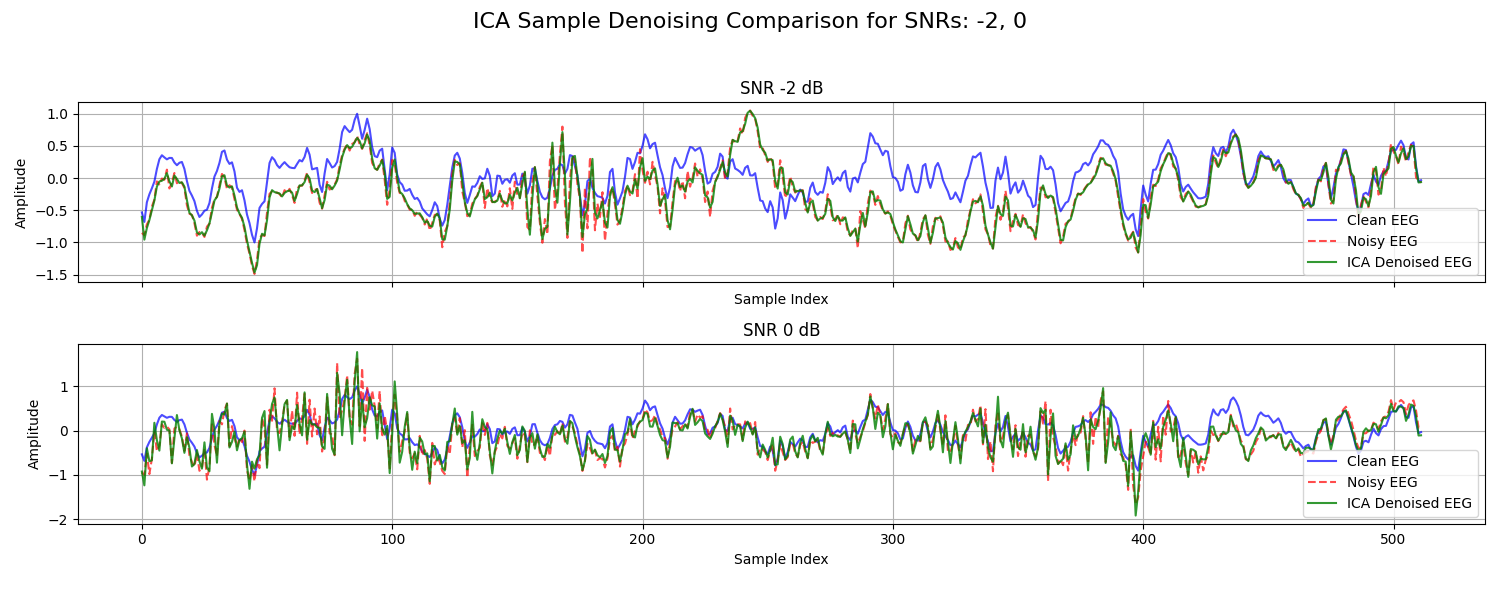 ICA Sample Denoising Comparison for SNRs: -2, 0
SNR -2 dB
Amplitude
1.0
0.5
0.0
−0.5
−1.0
−1.5
Clean EEG
Noisy EEG
ICA Denoised EEG
Sample Index
SNR 0 dB
Amplitude
1
0
−1
−2
Clean EEG
Noisy EEG
ICA Denoised EEG
0 100 200 300 400 500
Sample Index